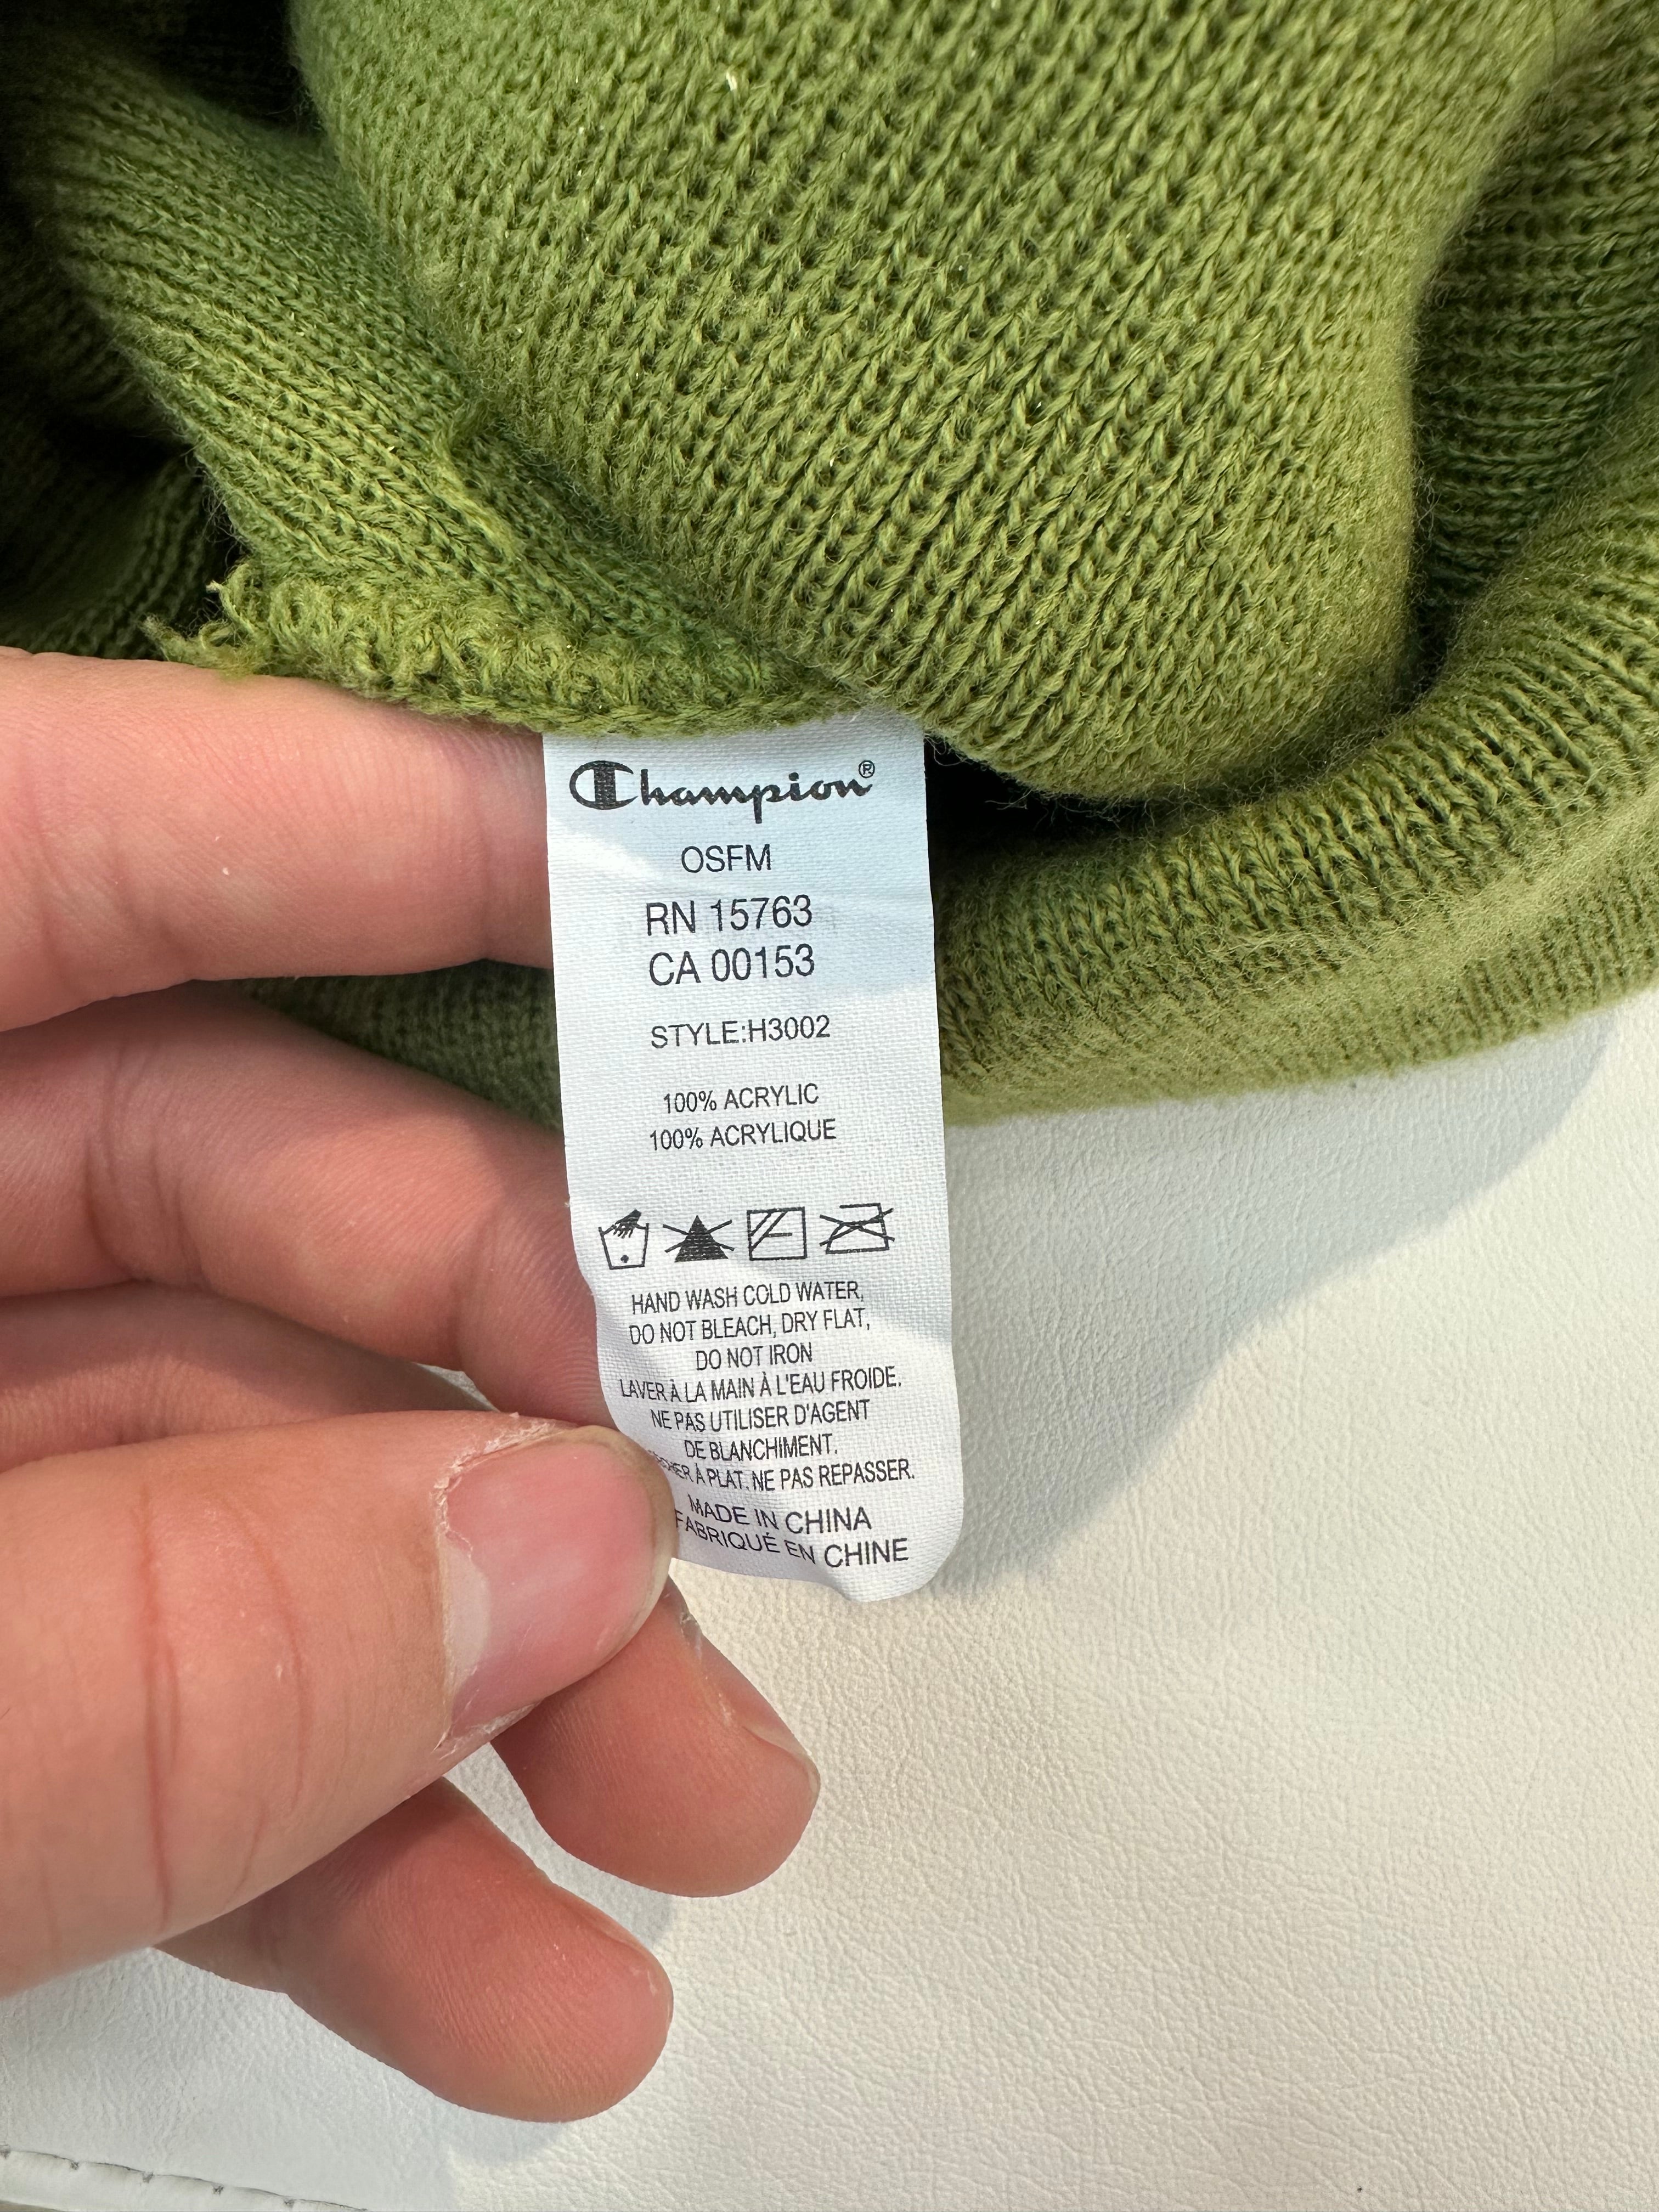 Champion®
OSFM
RN 15763
CA 00153
STYLE:H3002
100% ACRYLIC
100% ACRYLIQUE
HAND WASH COLD WATER,
DO NOT BLEACH, DRY FLAT,
DO NOT IRON
LAVER À LA MAIN À L'EAU FROIDE.
NE PAS UTILISER D'AGENT
DE BLANCHIMENT.
À PLAT. NE PAS REPASSER.
MADE IN CHINA
FABRIQUÉ EN CHINE